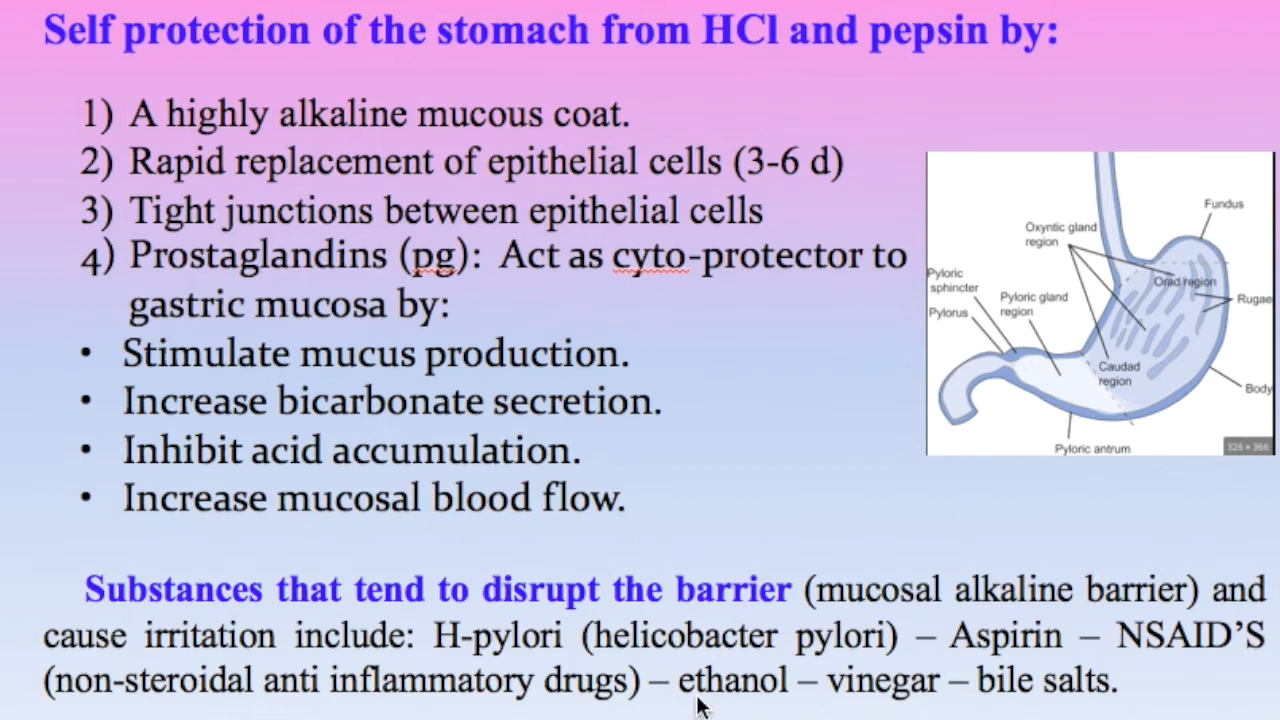 Self protection of the stomach from HCl and pepsin by:
1) A highly alkaline mucous coat.
2) Rapid replacement of epithelial cells (3-6 d)
3) Tight junctions between epithelial cells
4) Prostaglandins (pg): Act as cyto-protector to
gastric mucosa by:
• Stimulate mucus production.
• Increase bicarbonate secretion.
• Inhibit acid accumulation.
• Increase mucosal blood flow.
Fundus
Oxyntic gland
region
Pyloric
sphincter
Orad region
Pyloric gland
region
Rugae
Pylorus
Caudad
region
Body
Pyloric antrum
326 × 366
Substances that tend to disrupt the barrier (mucosal alkaline barrier) and
cause irritation include: H-pylori (helicobacter pylori) – Aspirin – NSAID’S
(non-steroidal anti inflammatory drugs) – ethanol – vinegar – bile salts.